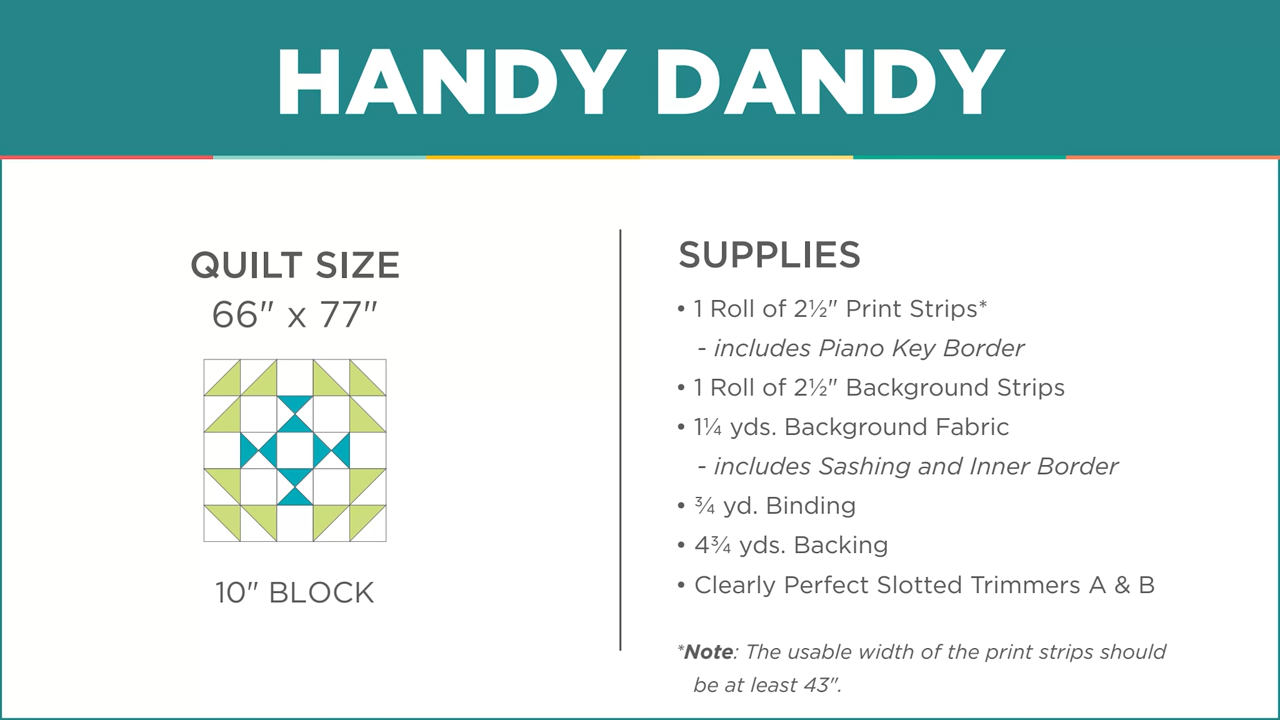 HANDY DANDY
QUILT SIZE
66" x 77"
10" BLOCK
SUPPLIES
• 1 Roll of 2½" Print Strips*
- includes Piano Key Border
• 1 Roll of 2½" Background Strips
• 1¼ yds. Background Fabric
- includes Sashing and Inner Border
• ¾ yd. Binding
• 4¾ yds. Backing
• Clearly Perfect Slotted Trimmers A & B
*Note: The usable width of the print strips should
be at least 43".